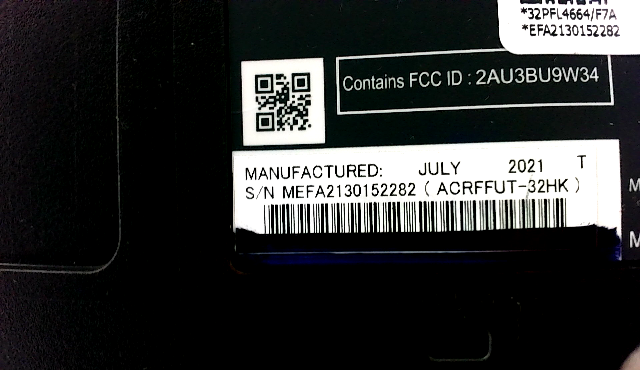 *32PFL4664/F7A
*EFA2130152282
Contains FCC ID : 2AU3BU9W34
MANUFACTURED: JULY 2021 T
S/N MEFA2130152282 ( ACRFFUT-32HK )
M
M